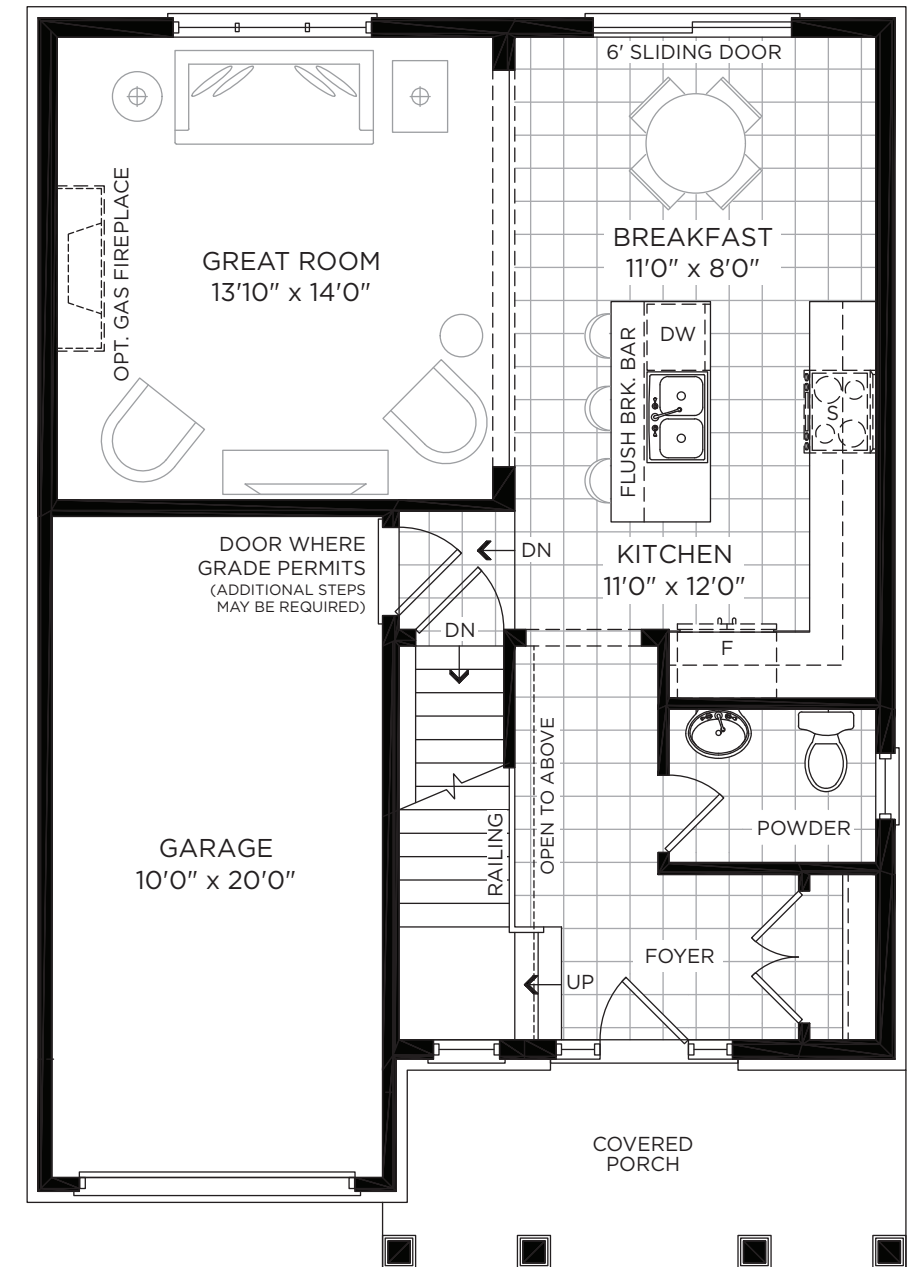 6' SLIDING DOOR
OPT. GAS FIREPLACE
GREAT ROOM
13'10" x 14'0"
BREAKFAST
11'0" x 8'0"
DW
FLUSH BRK. BAR
S
DOOR WHERE
GRADE PERMITS
(ADDITIONAL STEPS
MAY BE REQUIRED)
DN
KITCHEN
11'0" x 12'0"
DN
F
OPEN TO ABOVE
RAILING
POWDER
GARAGE
10'0" x 20'0"
FOYER
UP
COVERED
PORCH